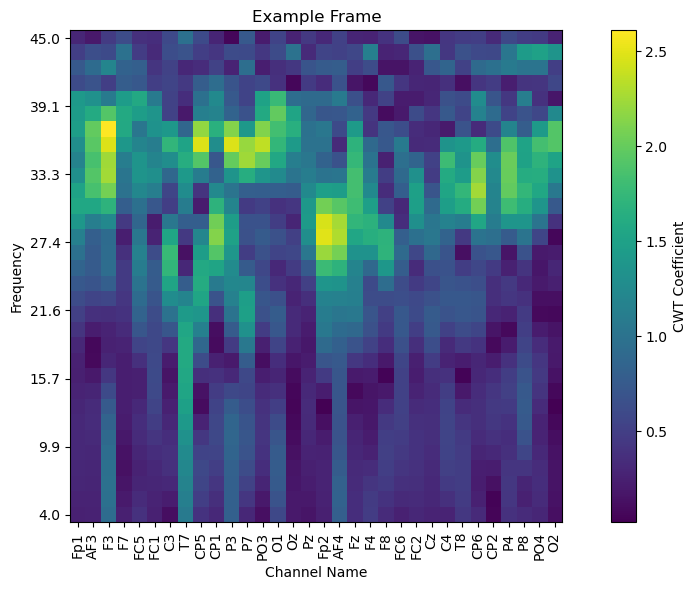 Example Frame
45.0
39.1
33.3
27.4
21.6
15.7
9.9
4.0
Frequency
Fp1
AF3
F3
F7
FC5
FC1
C3
T7
CP5
CP1
P3
P7
PO3
O1
Oz
Pz
Fp2
AF4
Fz
F4
F8
FC6
FC2
Cz
C4
T8
CP6
CP2
P4
P8
PO4
O2
Channel Name
2.5
2.0
1.5
1.0
0.5
CWT Coefficient